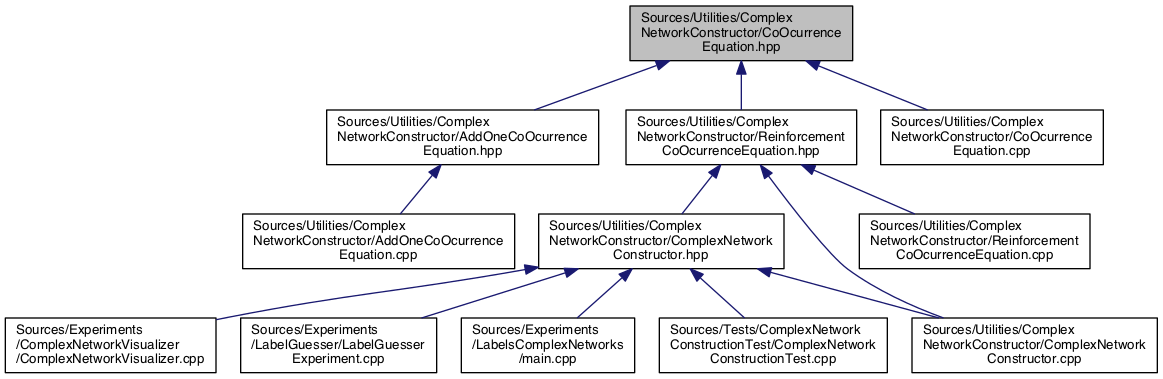 Sources/Utilities/Complex
NetworkConstructor/CoOcurrence
Equation.hpp
Sources/Utilities/Complex
NetworkConstructor/AddOneCoOcurrence
Equation.hpp
Sources/Utilities/Complex
NetworkConstructor/Reinforcement
CoOcurrenceEquation.hpp
Sources/Utilities/Complex
NetworkConstructor/CoOcurrence
Equation.cpp
Sources/Utilities/Complex
NetworkConstructor/AddOneCoOcurrence
Equation.cpp
Sources/Utilities/Complex
NetworkConstructor/ComplexNetwork
Constructor.hpp
Sources/Utilities/Complex
NetworkConstructor/Reinforcement
CoOcurrenceEquation.cpp
Sources/Experiments
/ComplexNetworkVisualizer
/ComplexNetworkVisualizer.cpp
Sources/Experiments
/LabelGuesser/LabelGuesser
Experiment.cpp
Sources/Experiments
/LabelsComplexNetworks
/main.cpp
Sources/Tests/ComplexNetwork
ConstructionTest/ComplexNetwork
ConstructionTest.cpp
Sources/Utilities/Complex
NetworkConstructor/ComplexNetwork
Constructor.cpp